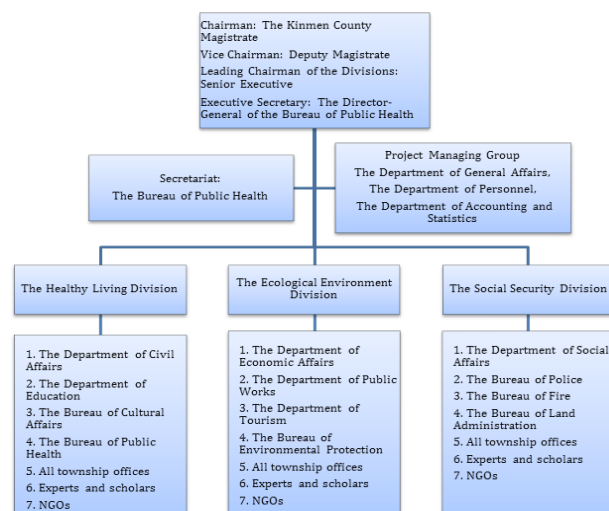 Chairman: The Kinmen County
Magistrate
Vice Chairman: Deputy Magistrate
Leading Chairman of the Divisions:
Senior Executive
Executive Secretary: The Director-
General of the Bureau of Public Health
Secretariat:
The Bureau of Public Health
Project Managing Group
The Department of General Affairs,
The Department of Personnel,
The Department of Accounting and
Statistics
The Healthy Living Division
The Ecological Environment
Division
The Social Security Division
1. The Department of Civil
Affairs
2. The Department of
Education
3. The Bureau of Cultural
Affairs
4. The Bureau of Public
Health
5. All township offices
6. Experts and scholars
7. NGOs
1. The Department of
Economic Affairs
2. The Department of Public
Works
3. The Department of
Tourism
4. The Bureau of
Environmental Protection
5. All township offices
6. Experts and scholars
7. NGOs
1. The Department of Social
Affairs
2. The Bureau of Police
3. The Bureau of Fire
4. The Bureau of Land
Administration
5. All township offices
6. Experts and scholars
7. NGOs